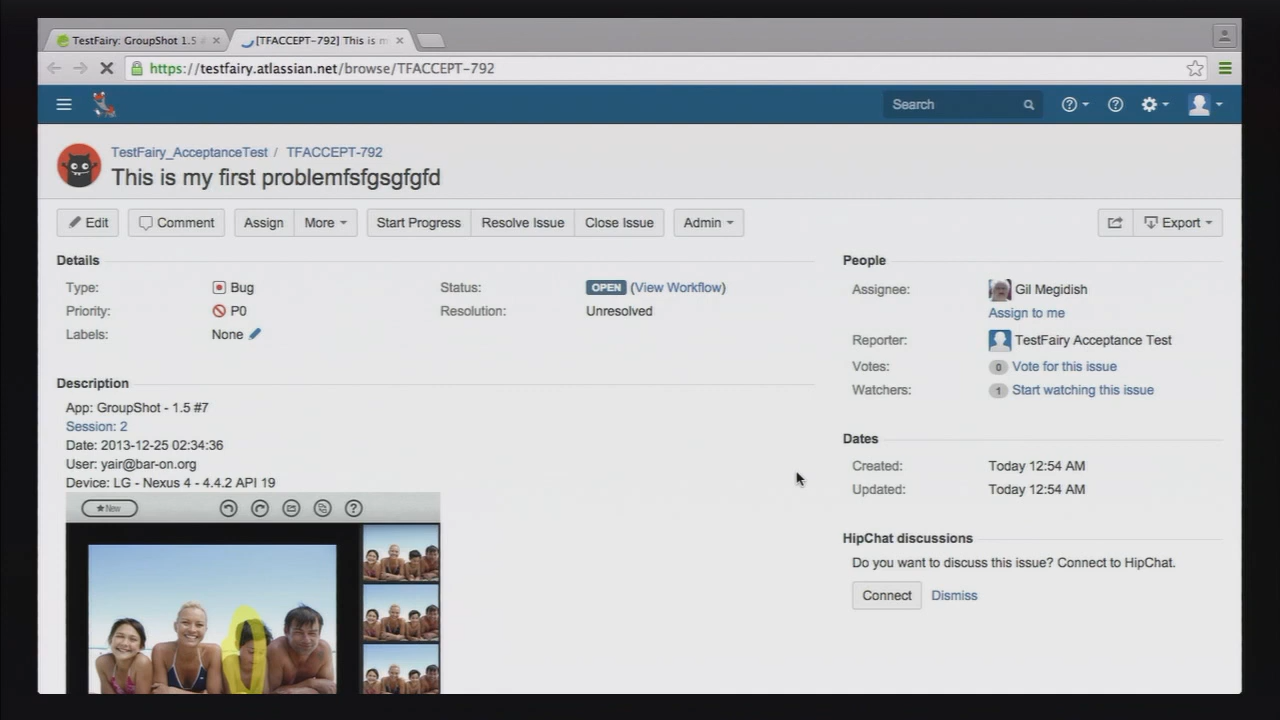 TestFairy: GroupShot 1.5 #
[TFACCEPT-792] This is m
https://testfairy.atlassian.net/browse/TFACCEPT-792
Search
TestFairy_AcceptanceTest / TFACCEPT-792
This is my first problemfsfgsgfgfd
Edit Comment Assign More Start Progress Resolve Issue Close Issue Admin Export
Details
Type: Bug Status: OPEN (View Workflow)
Priority: P0 Resolution: Unresolved
Labels: None
Description
App: GroupShot - 1.5 #7
Session: 2
Date: 2013-12-25 02:34:36
User: yair@bar-on.org
Device: LG - Nexus 4 - 4.4.2 API 19
New
People
Assignee: Gil Megidish
Assign to me
Reporter: TestFairy Acceptance Test
Votes: 0 Vote for this issue
Watchers: 1 Start watching this issue
Dates
Created: Today 12:54 AM
Updated: Today 12:54 AM
HipChat discussions
Do you want to discuss this issue? Connect to HipChat.
Connect Dismiss